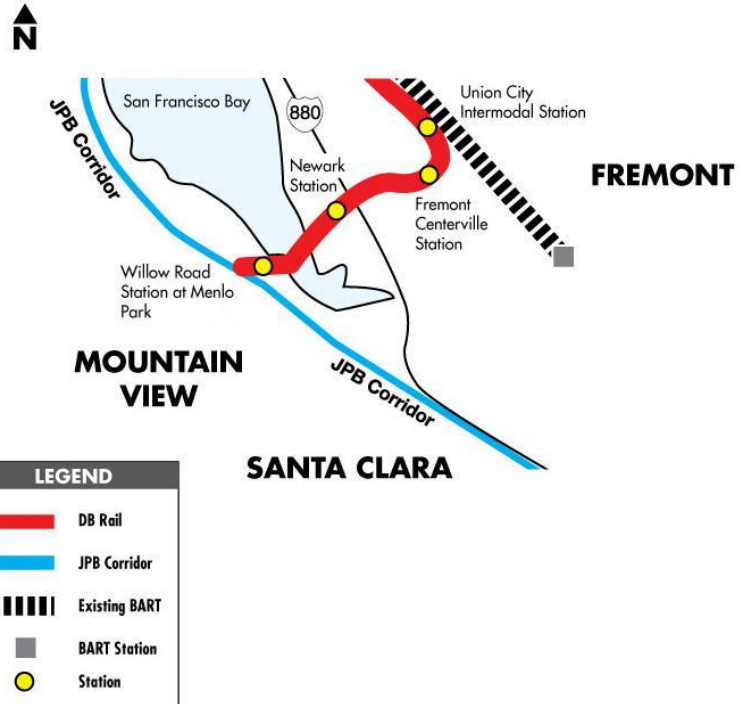 N
San Francisco Bay
880
Union City
Intermodal Station
JPB Corridor
Newark
Station
FREMONT
Fremont
Centerville
Station
Willow Road
Station at Menlo
Park
MOUNTAIN
VIEW
JPB Corridor
SANTA CLARA
LEGEND
DB Rail
JPB Corridor
Existing BART
BART Station
Station